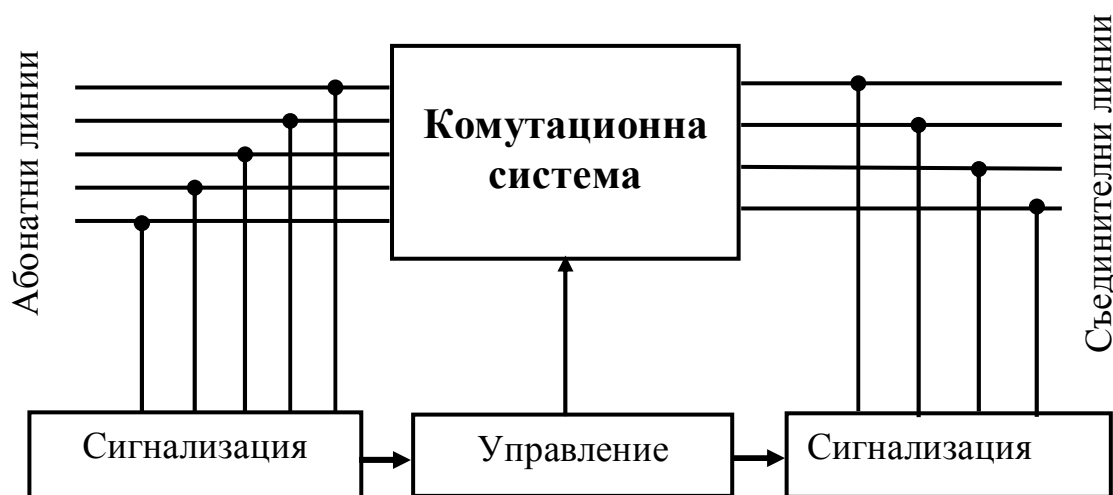 Абонатни линии
Комутационна
система
Съединителни линии
Сигнализация
Управление
Сигнализация